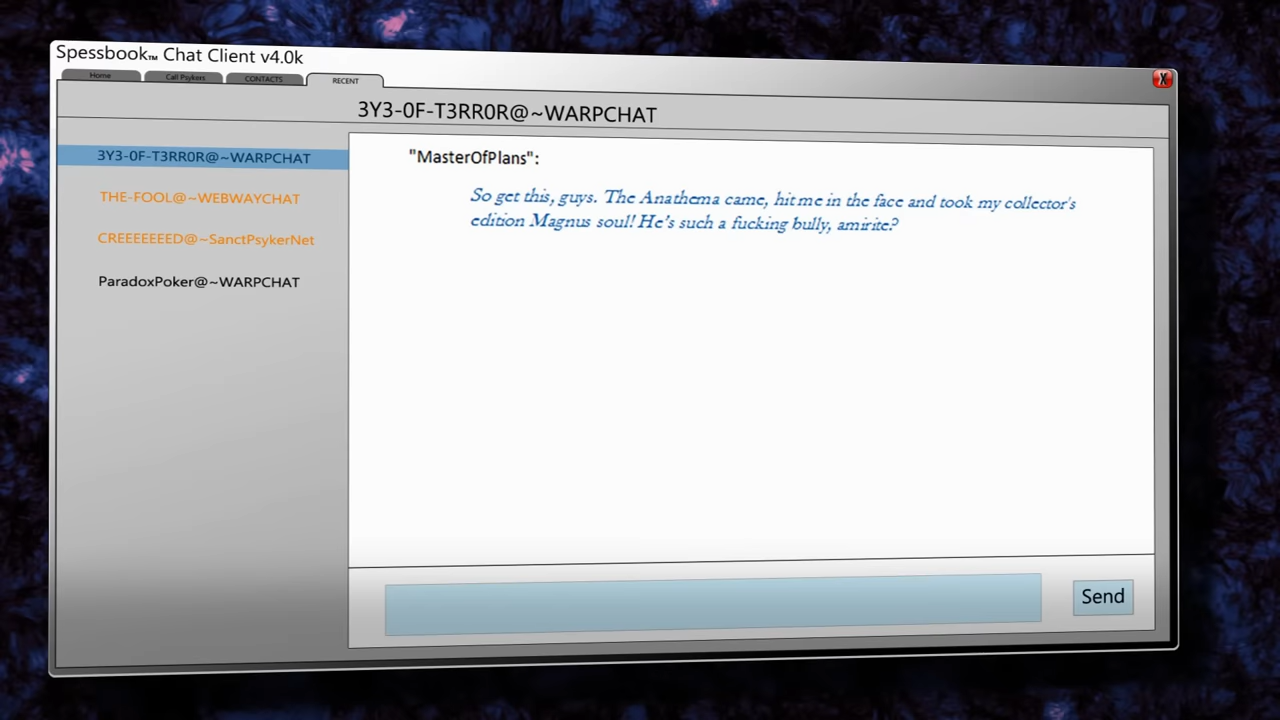 Spessbook™ Chat Client v4.0k
X
Home
Call Psykers
CONTACTS
RECENT
3Y3-0F-T3RR0R@~WARPCHAT
3Y3-0F-T3RR0R@~WARPCHAT
THE-FOOL@~WEBWAYCHAT
CREEEEEEED@~SanctPsykerNet
ParadoxPoker@~WARPCHAT
"MasterOfPlans":
So get this, guys. The Anathema came, hit me in the face and took my collector's
edition Magnus soul! He's such a fucking bully, amirite?
Send